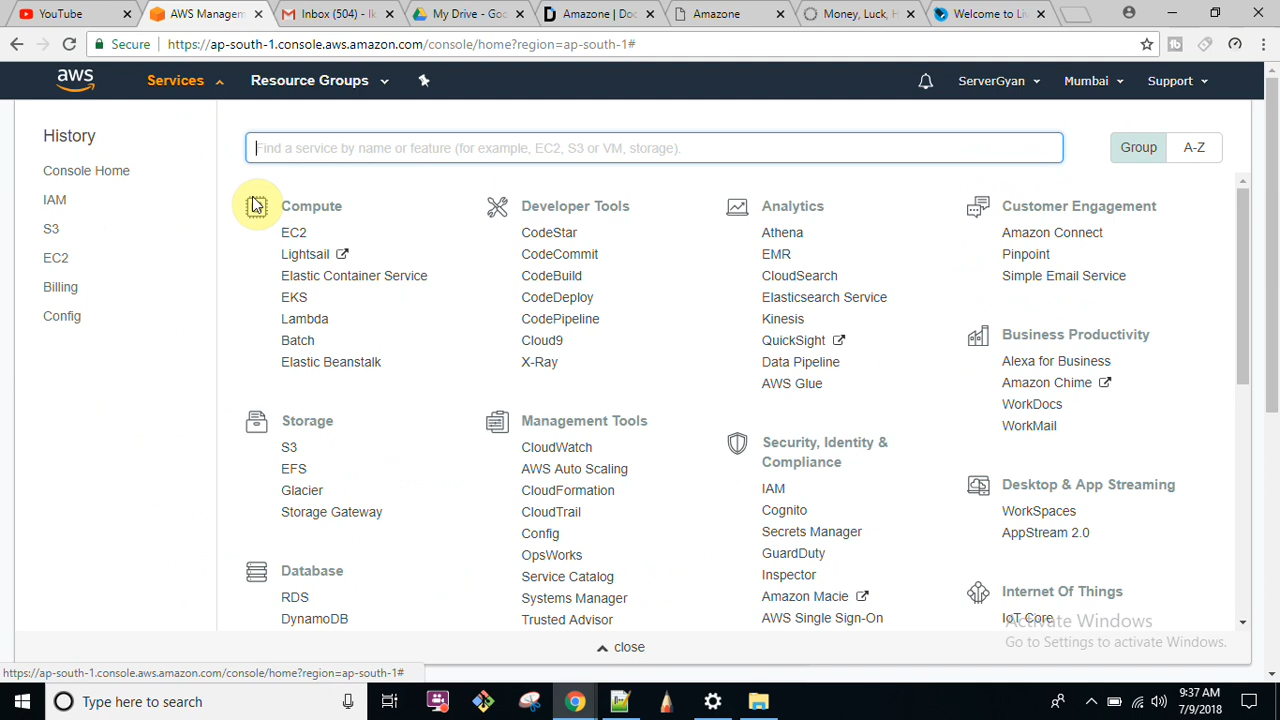 YouTube
AWS Managem
Inbox (504) - Ik
My Drive - Goo
Amazone | Doc
Amazone
Money, Luck, H
Welcome to Liv
Secure
https://ap-south-1.console.aws.amazon.com/console/home?region=ap-south-1#
aws
Services
Resource Groups
ServerGyan
Mumbai
Support
History
Console Home
IAM
S3
EC2
Billing
Config
Find a service by name or feature (for example, EC2, S3 or VM, storage).
Group
A-Z
Compute
EC2
Lightsail
Elastic Container Service
EKS
Lambda
Batch
Elastic Beanstalk
Storage
S3
EFS
Glacier
Storage Gateway
Database
RDS
DynamoDB
Developer Tools
CodeStar
CodeCommit
CodeBuild
CodeDeploy
CodePipeline
Cloud9
X-Ray
Management Tools
CloudWatch
AWS Auto Scaling
CloudFormation
CloudTrail
Config
OpsWorks
Service Catalog
Systems Manager
Trusted Advisor
Analytics
Athena
EMR
CloudSearch
Elasticsearch Service
Kinesis
QuickSight
Data Pipeline
AWS Glue
Security, Identity &
Compliance
IAM
Cognito
Secrets Manager
GuardDuty
Inspector
Amazon Macie
AWS Single Sign-On
Customer Engagement
Amazon Connect
Pinpoint
Simple Email Service
Business Productivity
Alexa for Business
Amazon Chime
WorkDocs
WorkMail
Desktop & App Streaming
WorkSpaces
AppStream 2.0
Internet Of Things
IoT Core
Activate Windows
Go to Settings to activate Windows.
close
https://ap-south-1.console.aws.amazon.com/console/home?region=ap-south-1#
Type here to search
9:37 AM
7/9/2018